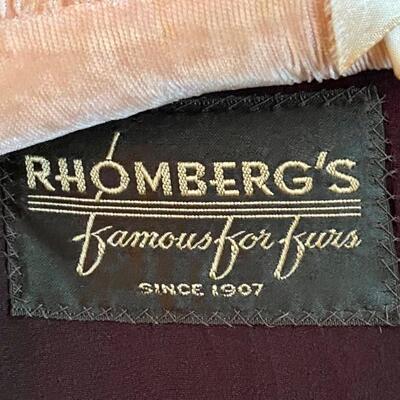 RHOMBERG'S
famous for furs
SINCE 1907